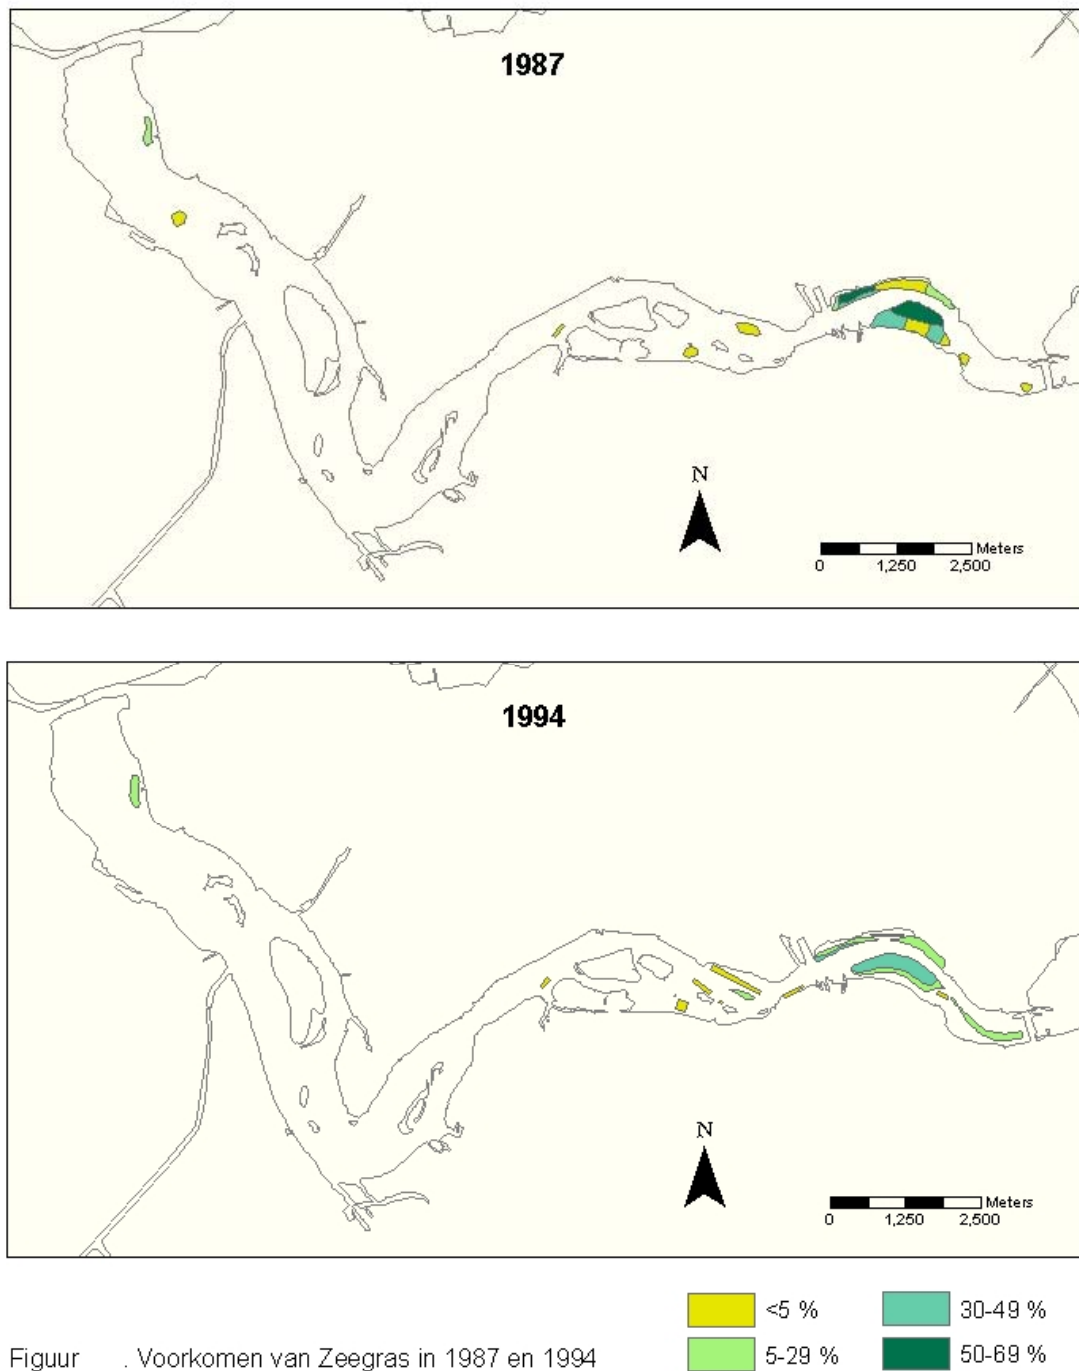 1987
N
Meters
0 1,250 2,500
1994
N
Meters
0 1,250 2,500
<5 % 30-49 %
Figuur . Voorkomen van Zeegras in 1987 en 1994 5-29 % 50-69 %